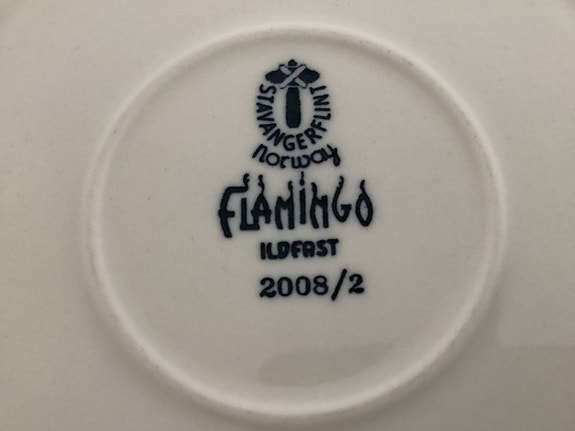 STAVANGERFLINT
Norway
FLAMINGO
ILDFAST
2008/2